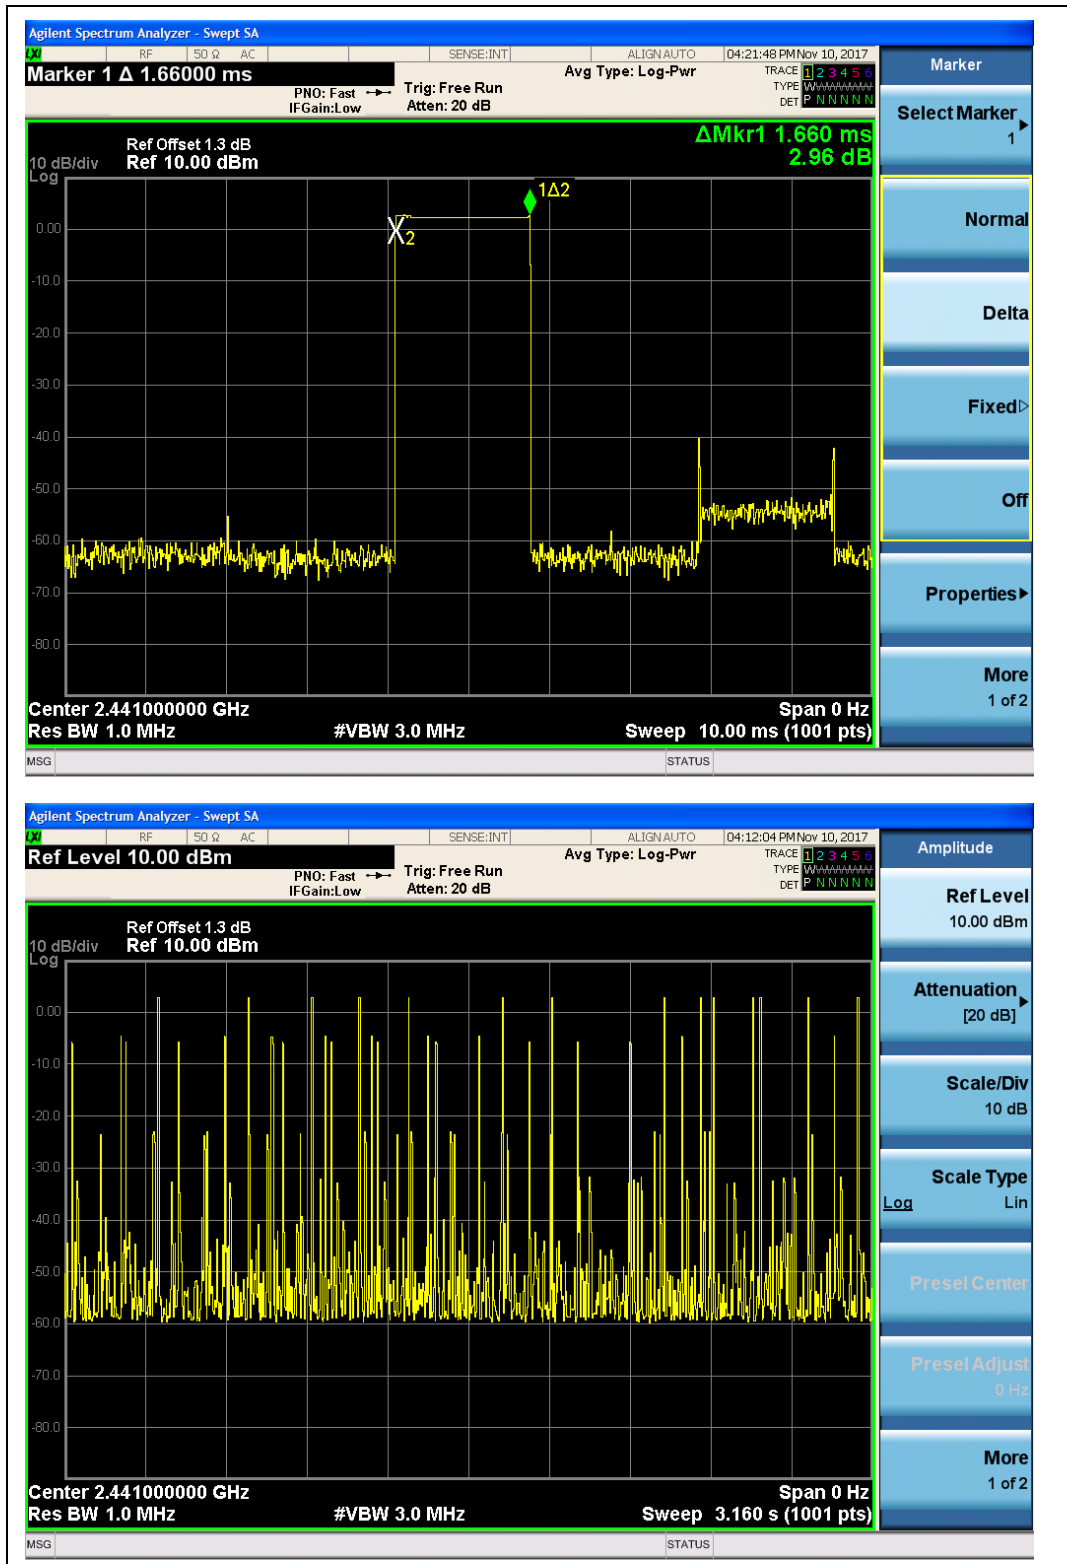 Agilent Spectrum Analyzer - Swept SA
LXI RF 50 Ω AC SENSE:INT ALIGN AUTO 04:21:48 PM Nov 10, 2017
Marker 1 Δ 1.66000 ms
PNO: Fast
IFGain:Low
Trig: Free Run
Atten: 20 dB
Avg Type: Log-Pwr
TRACE 1 2 3 4 5 6
TYPE W
DET P N N N N N
Ref Offset 1.3 dB
10 dB/div Ref 10.00 dBm
Log
ΔMkr1 1.660 ms
2.96 dB
1Δ2
X2
0.00
-10.0
-20.0
-30.0
-40.0
-50.0
-60.0
-70.0
-80.0
Center 2.441000000 GHz Span 0 Hz
Res BW 1.0 MHz #VBW 3.0 MHz Sweep 10.00 ms (1001 pts)
MSG STATUS
Marker
Select Marker
1
Normal
Delta
Fixed
Off
Properties
More
1 of 2
Agilent Spectrum Analyzer - Swept SA
LXI RF 50 Ω AC SENSE:INT ALIGN AUTO 04:12:04 PM Nov 10, 2017
Ref Level 10.00 dBm
PNO: Fast
IFGain:Low
Trig: Free Run
Atten: 20 dB
Avg Type: Log-Pwr
TRACE 1 2 3 4 5 6
TYPE W
DET P N N N N N
Ref Offset 1.3 dB
10 dB/div Ref 10.00 dBm
Log
0.00
-10.0
-20.0
-30.0
-40.0
-50.0
-60.0
-70.0
-80.0
Center 2.441000000 GHz Span 0 Hz
Res BW 1.0 MHz #VBW 3.0 MHz Sweep 3.160 s (1001 pts)
MSG STATUS
Amplitude
Ref Level
10.00 dBm
Attenuation
[20 dB]
Scale/Div
10 dB
Scale Type
Log Lin
Presel Center
Presel Adjust
0 Hz
More
1 of 2